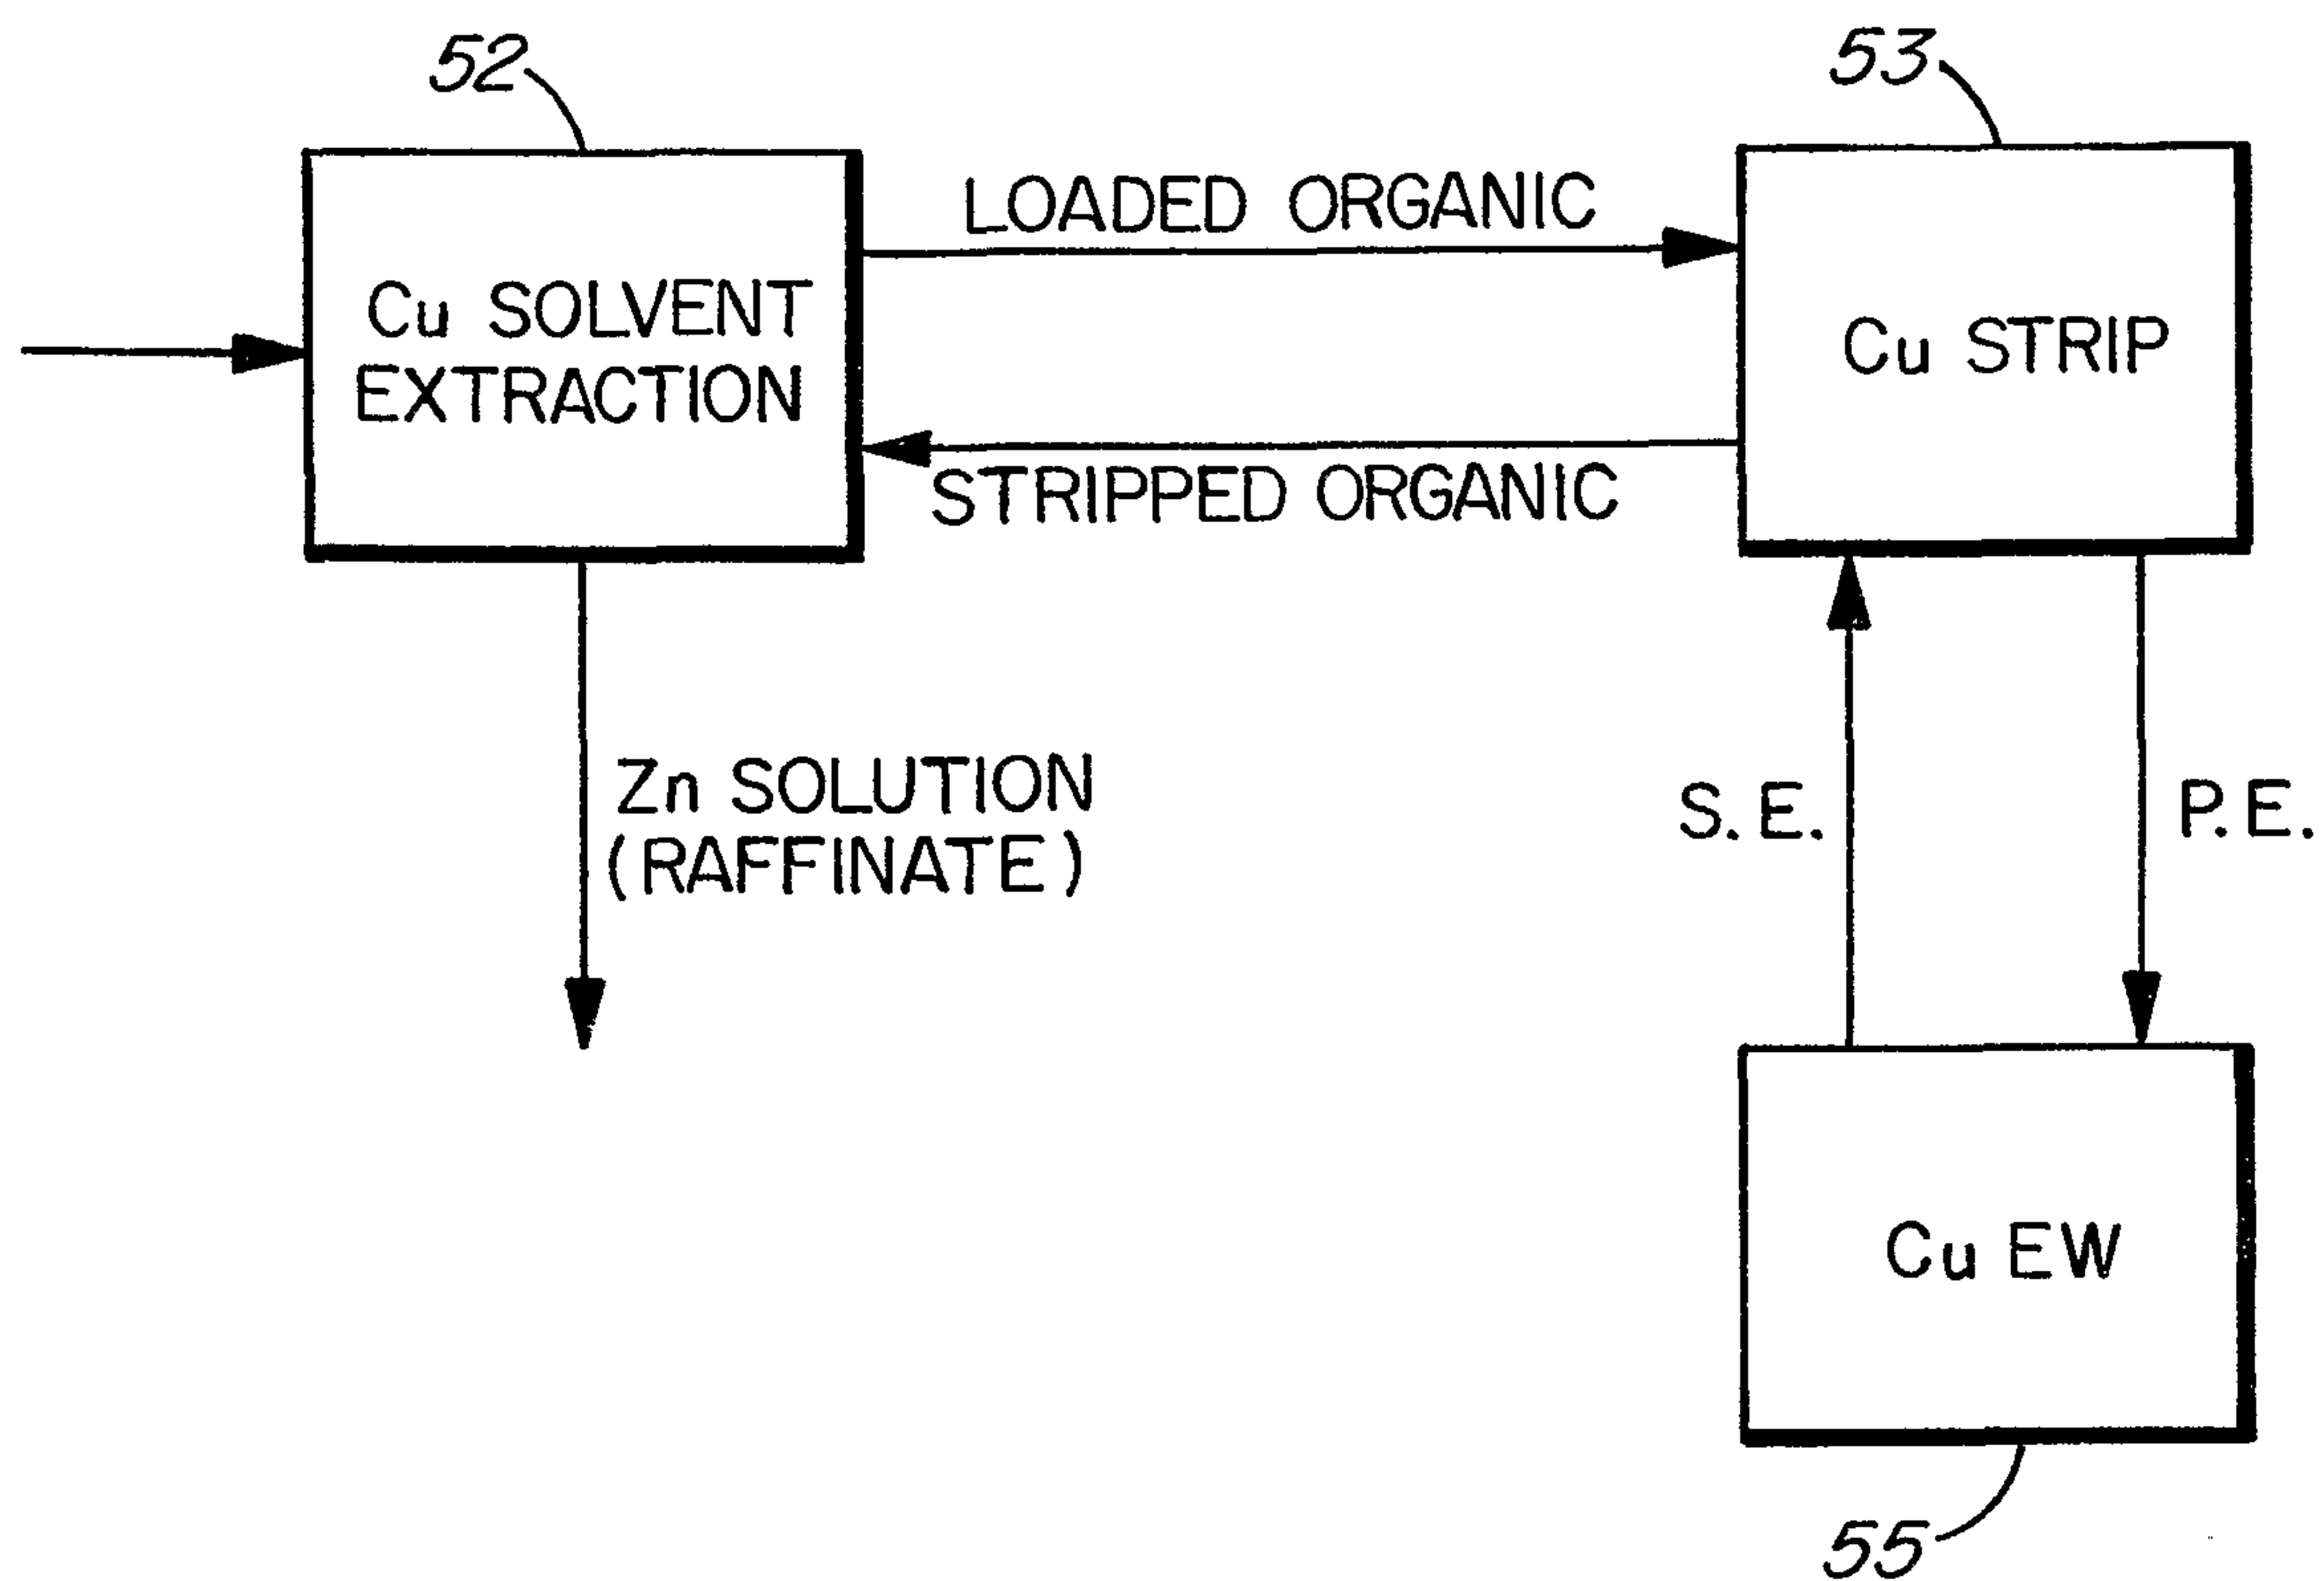 52
53
LOADED ORGANIC
Cu SOLVENT
EXTRACTION
Cu STRIP
STRIPPED ORGANIC
Zn SOLUTION
(RAFFINATE)
S.E.
P.E.
Cu EW
55